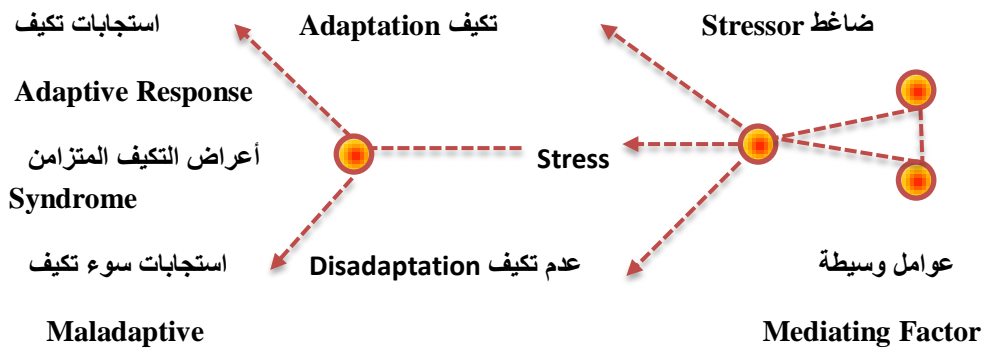 ضاغط Stressor
تكيف Adaptation
استجابات تكيف
Adaptive Response
Stress
أعراض التكيف المتزامن
Syndrome
عوامل وسيطة
عدم تكيف Disadaptation
استجابات سوء تكيف
Mediating Factor
Maladaptive